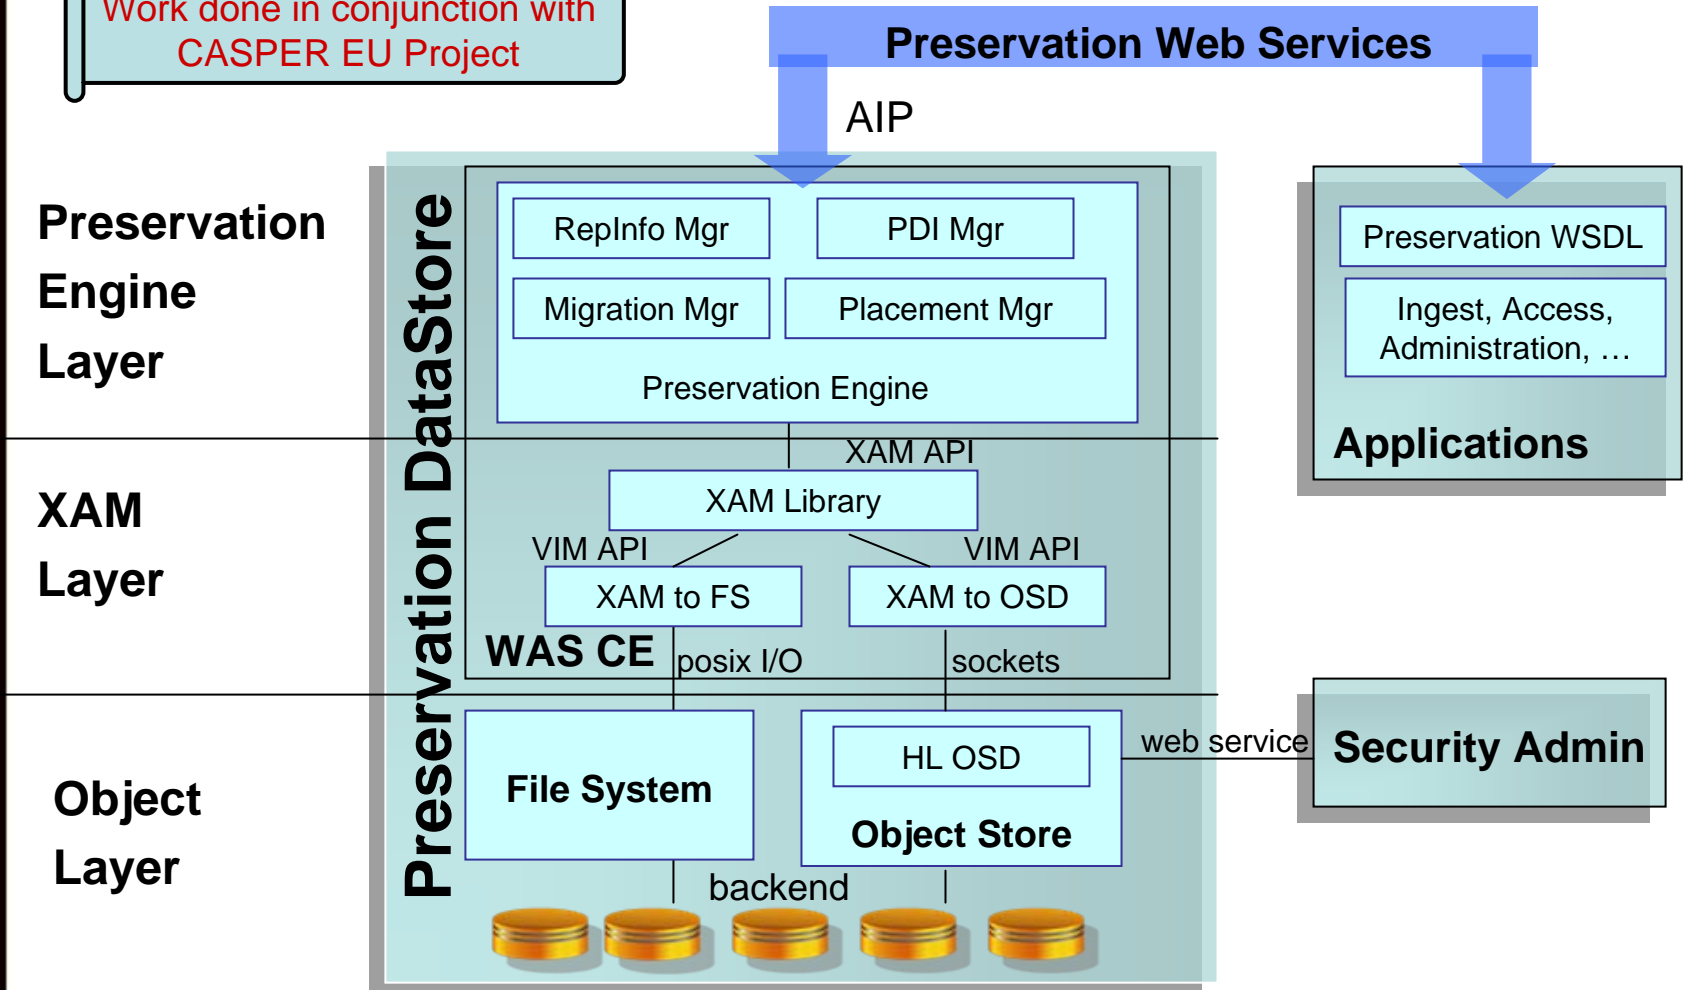 Work done in conjunction with
CASPER EU Project
Preservation Web Services
AIP
Preservation
Engine
Layer
Preservation DataStore
RepInfo Mgr
PDI Mgr
Migration Mgr
Placement Mgr
Preservation Engine
Preservation WSDL
Ingest, Access,
Administration, …
Applications
XAM API
XAM
Layer
XAM Library
VIM API
VIM API
XAM to FS
XAM to OSD
WAS CE
posix I/O
sockets
Object
Layer
File System
HL OSD
Object Store
web service
Security Admin
backend